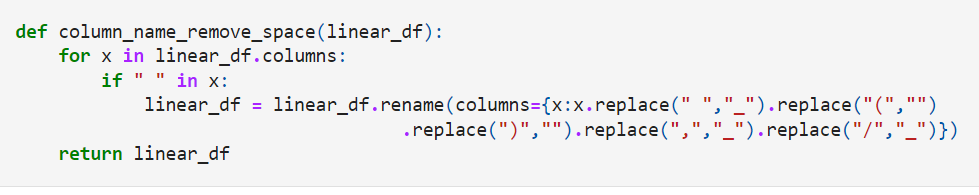 def column_name_remove_space(linear_df):
    for x in linear_df.columns:
        if " " in x:
            linear_df = linear_df.rename(columns={x:x.replace(" ","_").replace("(","")
                                   .replace(")","").replace(",","_").replace("/","_")})
    return linear_df